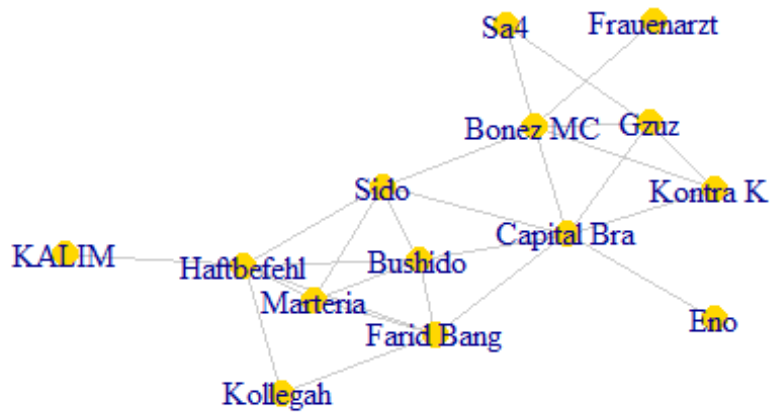 Sa4
Frauenarzt
Bonez MC
Gzuz
Sido
Kontra K
Capital Bra
KALIM
Haftbefehl
Bushido
Marteria
Farid Bang
Eno
Kollegah